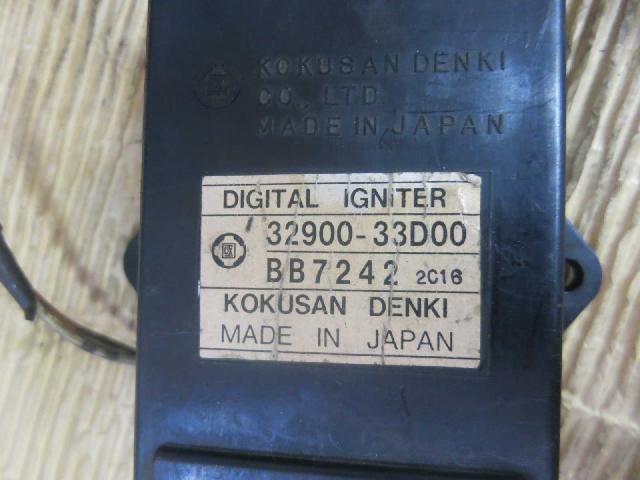 KOKUSAN DENKI
CO., LTD.
MADE IN JAPAN
DIGITAL IGNITER
32900-33D00
BB7242 2C16
KOKUSAN DENKI
MADE IN JAPAN